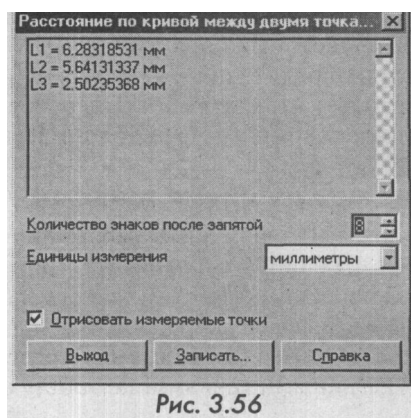 Расстояние по кривой между двумя точка...
L1 = 6.28318531 мм
L2 = 5.64131337 мм
L3 = 2.50235368 мм
Количество знаков после запятой 8
Единицы измерения миллиметры
Отрисовать измеряемые точки
Выход Записать... Справка
Рис. 3.56